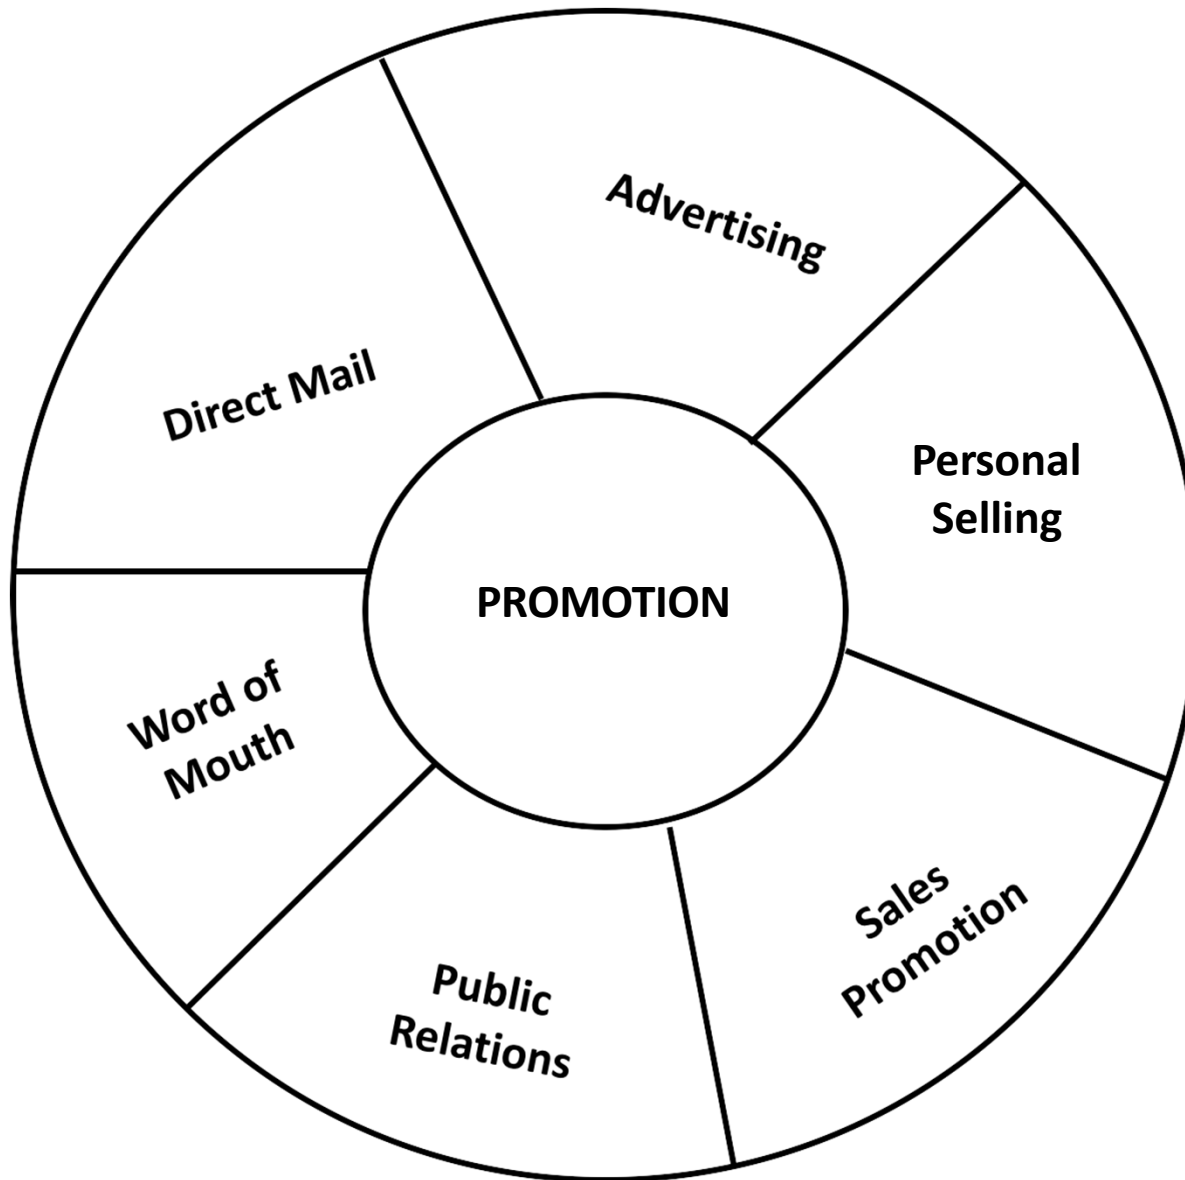 Advertising
Personal
Selling
Sales
Promotion
Public
Relations
Word of
Mouth
Direct Mail
PROMOTION